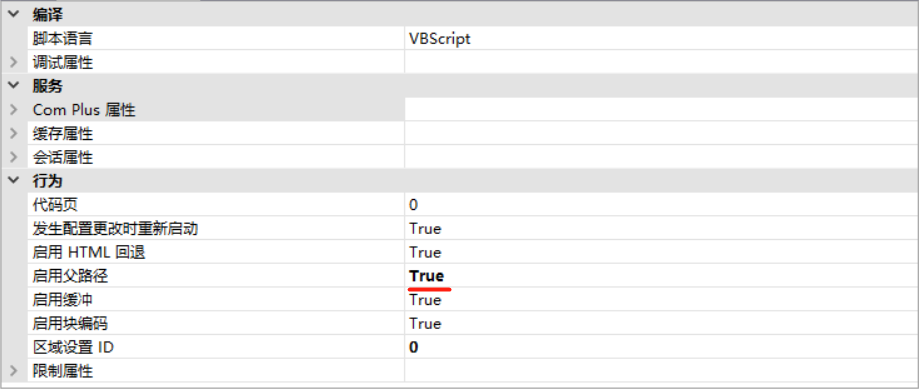 编译
脚本语言 VBScript
调试属性
服务
Com Plus 属性
缓存属性
会话属性
行为
代码页 0
发生配置更改时重新启动 True
启用 HTML 回退 True
启用父路径 True
启用缓冲 True
启用块编码 True
区域设置 ID 0
限制属性